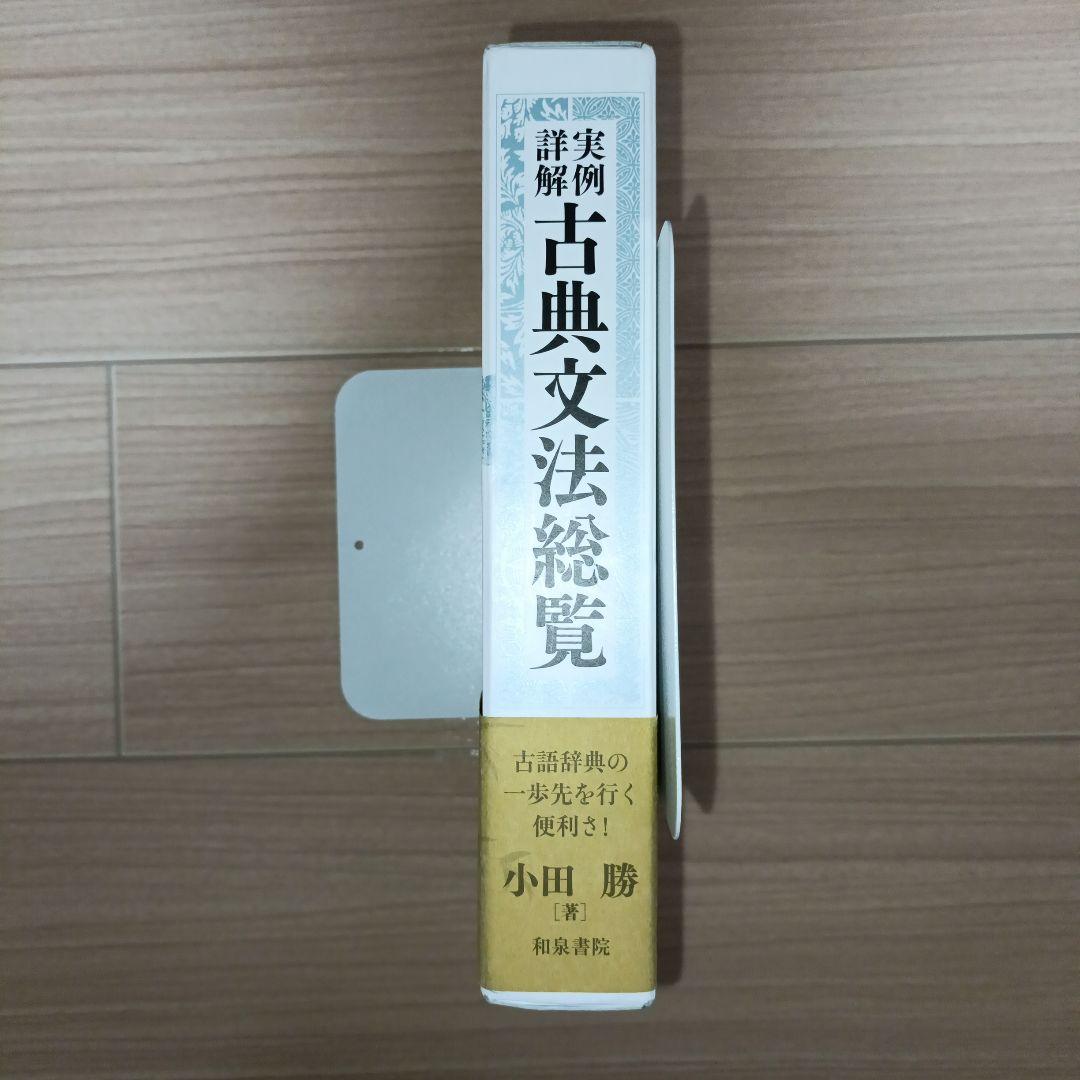 実例
詳解
古典文法総覧
古語辞典の
一歩先を行く
便利さ!
小田 勝
[著]
和泉書院